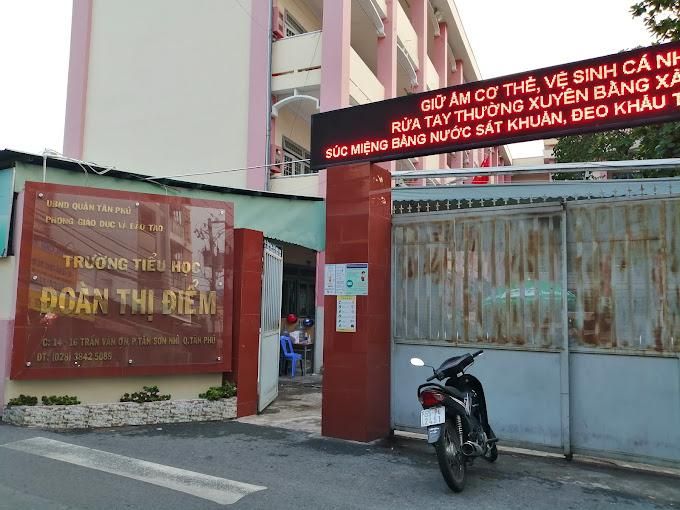 UBND QUẬN TÂN PHÚ
PHÒNG GIÁO DỤC VÀ ĐÀO TẠO
TRƯỜNG TIỂU HỌC
ĐOÀN THỊ ĐIỂM
C: 14 - 16 TRẦN VĂN ƠN, P.TÂN SƠN NHÌ, Q.TÂN PHÚ
ĐT: (028) 3842.5085
GIỮ ẤM CƠ THỂ, VỆ SINH CÁ NH
RỬA TAY THƯỜNG XUYÊN BẰNG XÀ
SÚC MIỆNG BẰNG NƯỚC SÁT KHUẨN, ĐEO KHẨU T